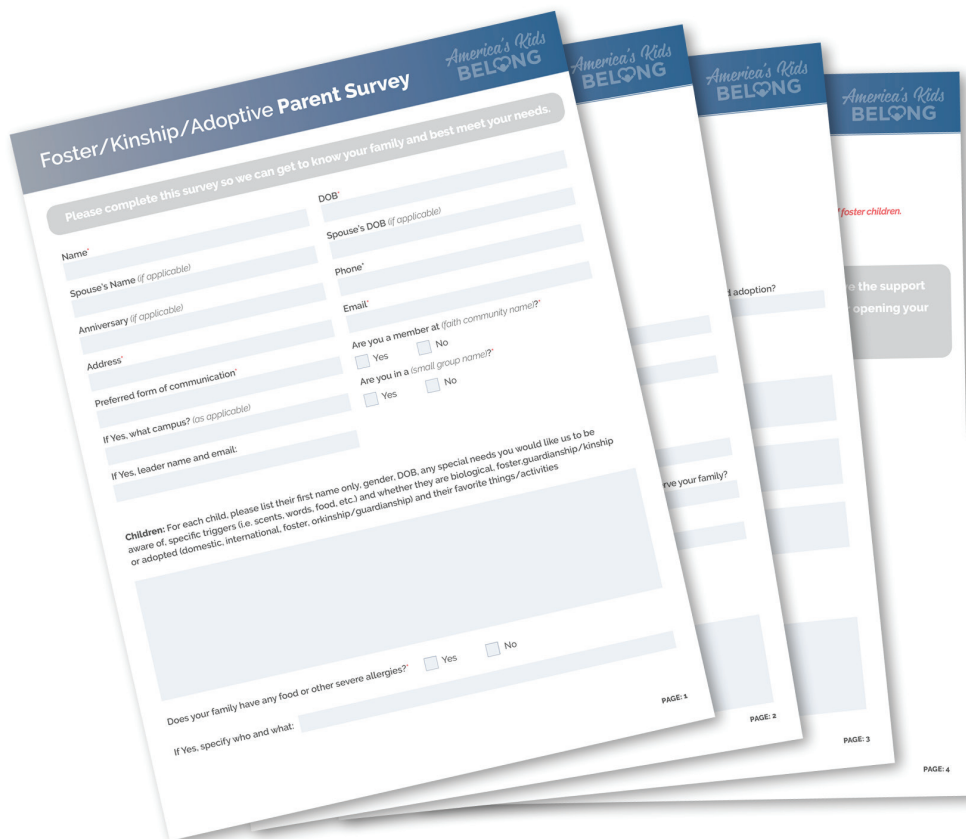 Foster/Kinship/Adoptive Parent Survey
America's Kids
BELONG
Please complete this survey so we can get to know your family and best meet your needs.
Name*
DOB*
Spouse's Name (if applicable)
Spouse's DOB (if applicable)
Anniversary (if applicable)
Phone*
Address*
Email*
Preferred form of communication*
Are you a member at (faith community name)?*
Yes
No
If Yes, what campus? (as applicable)
Are you in a (small group name)?*
Yes
No
If Yes, leader name and email:
Children: For each child, please list their first name only, gender, DOB, any special needs you would like us to be
aware of, specific triggers (i.e. scents, words, food, etc.) and whether they are biological, foster,guardianship/kinship
or adopted (domestic, international, foster, orkinship/guardianship) and their favorite things/activities
Does your family have any food or other severe allergies?*
Yes
No
If Yes, specify who and what:
PAGE: 1
America's Kids
BELONG
your family?
PAGE: 2
America's Kids
BELONG
adoption?
PAGE: 3
America's Kids
BELONG
foster children.
the support
opening your
PAGE: 4